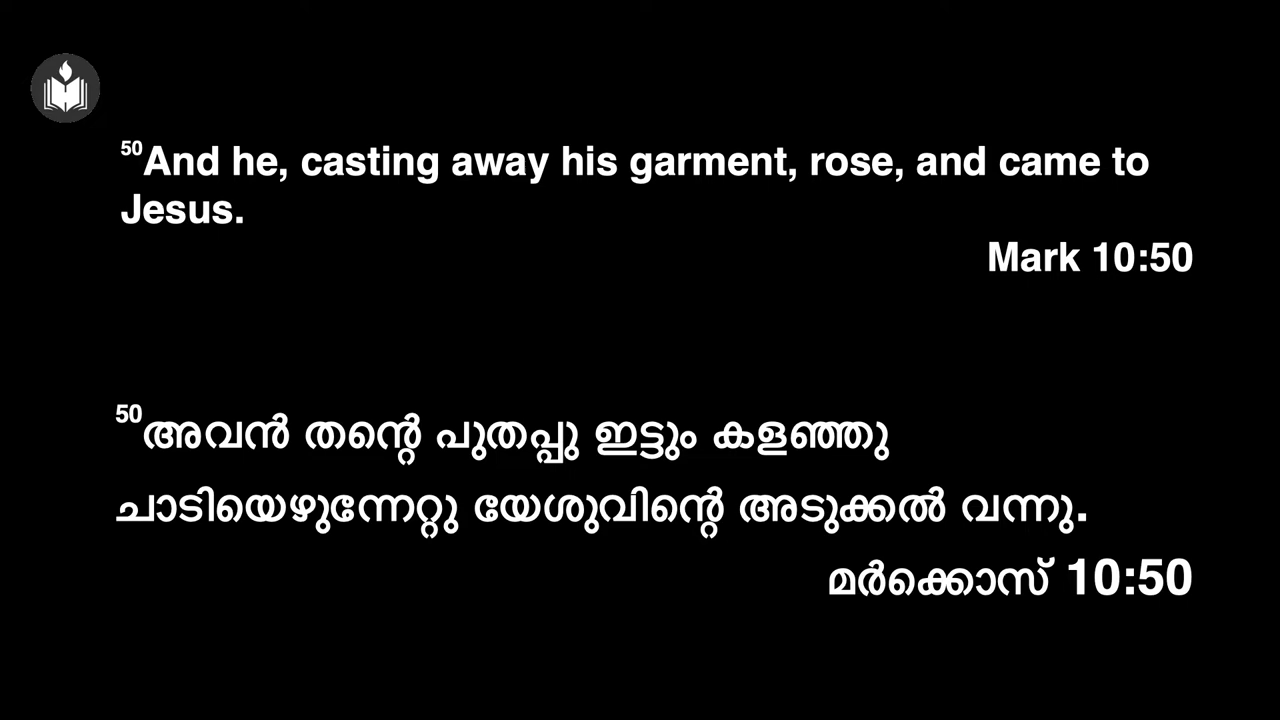 50And he, casting away his garment, rose, and came to
Jesus.
Mark 10:50
50അവൻ തന്റെ പുതപ്പു ഇട്ടും കളഞ്ഞു
ചാടിയെഴുന്നേറ്റു യേശുവിന്റെ അടുക്കൽ വന്നു.
മർക്കൊസ് 10:50